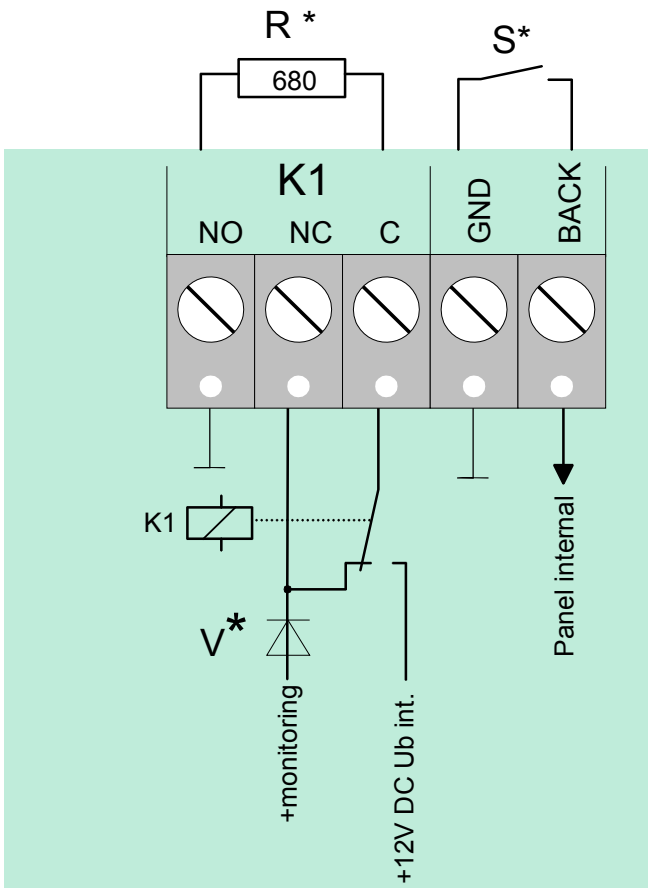 R *
S*
680
K1
NO
NC
C
GND
BACK
K1
V*
+monitoring
+12V DC Ub int.
Panel internal